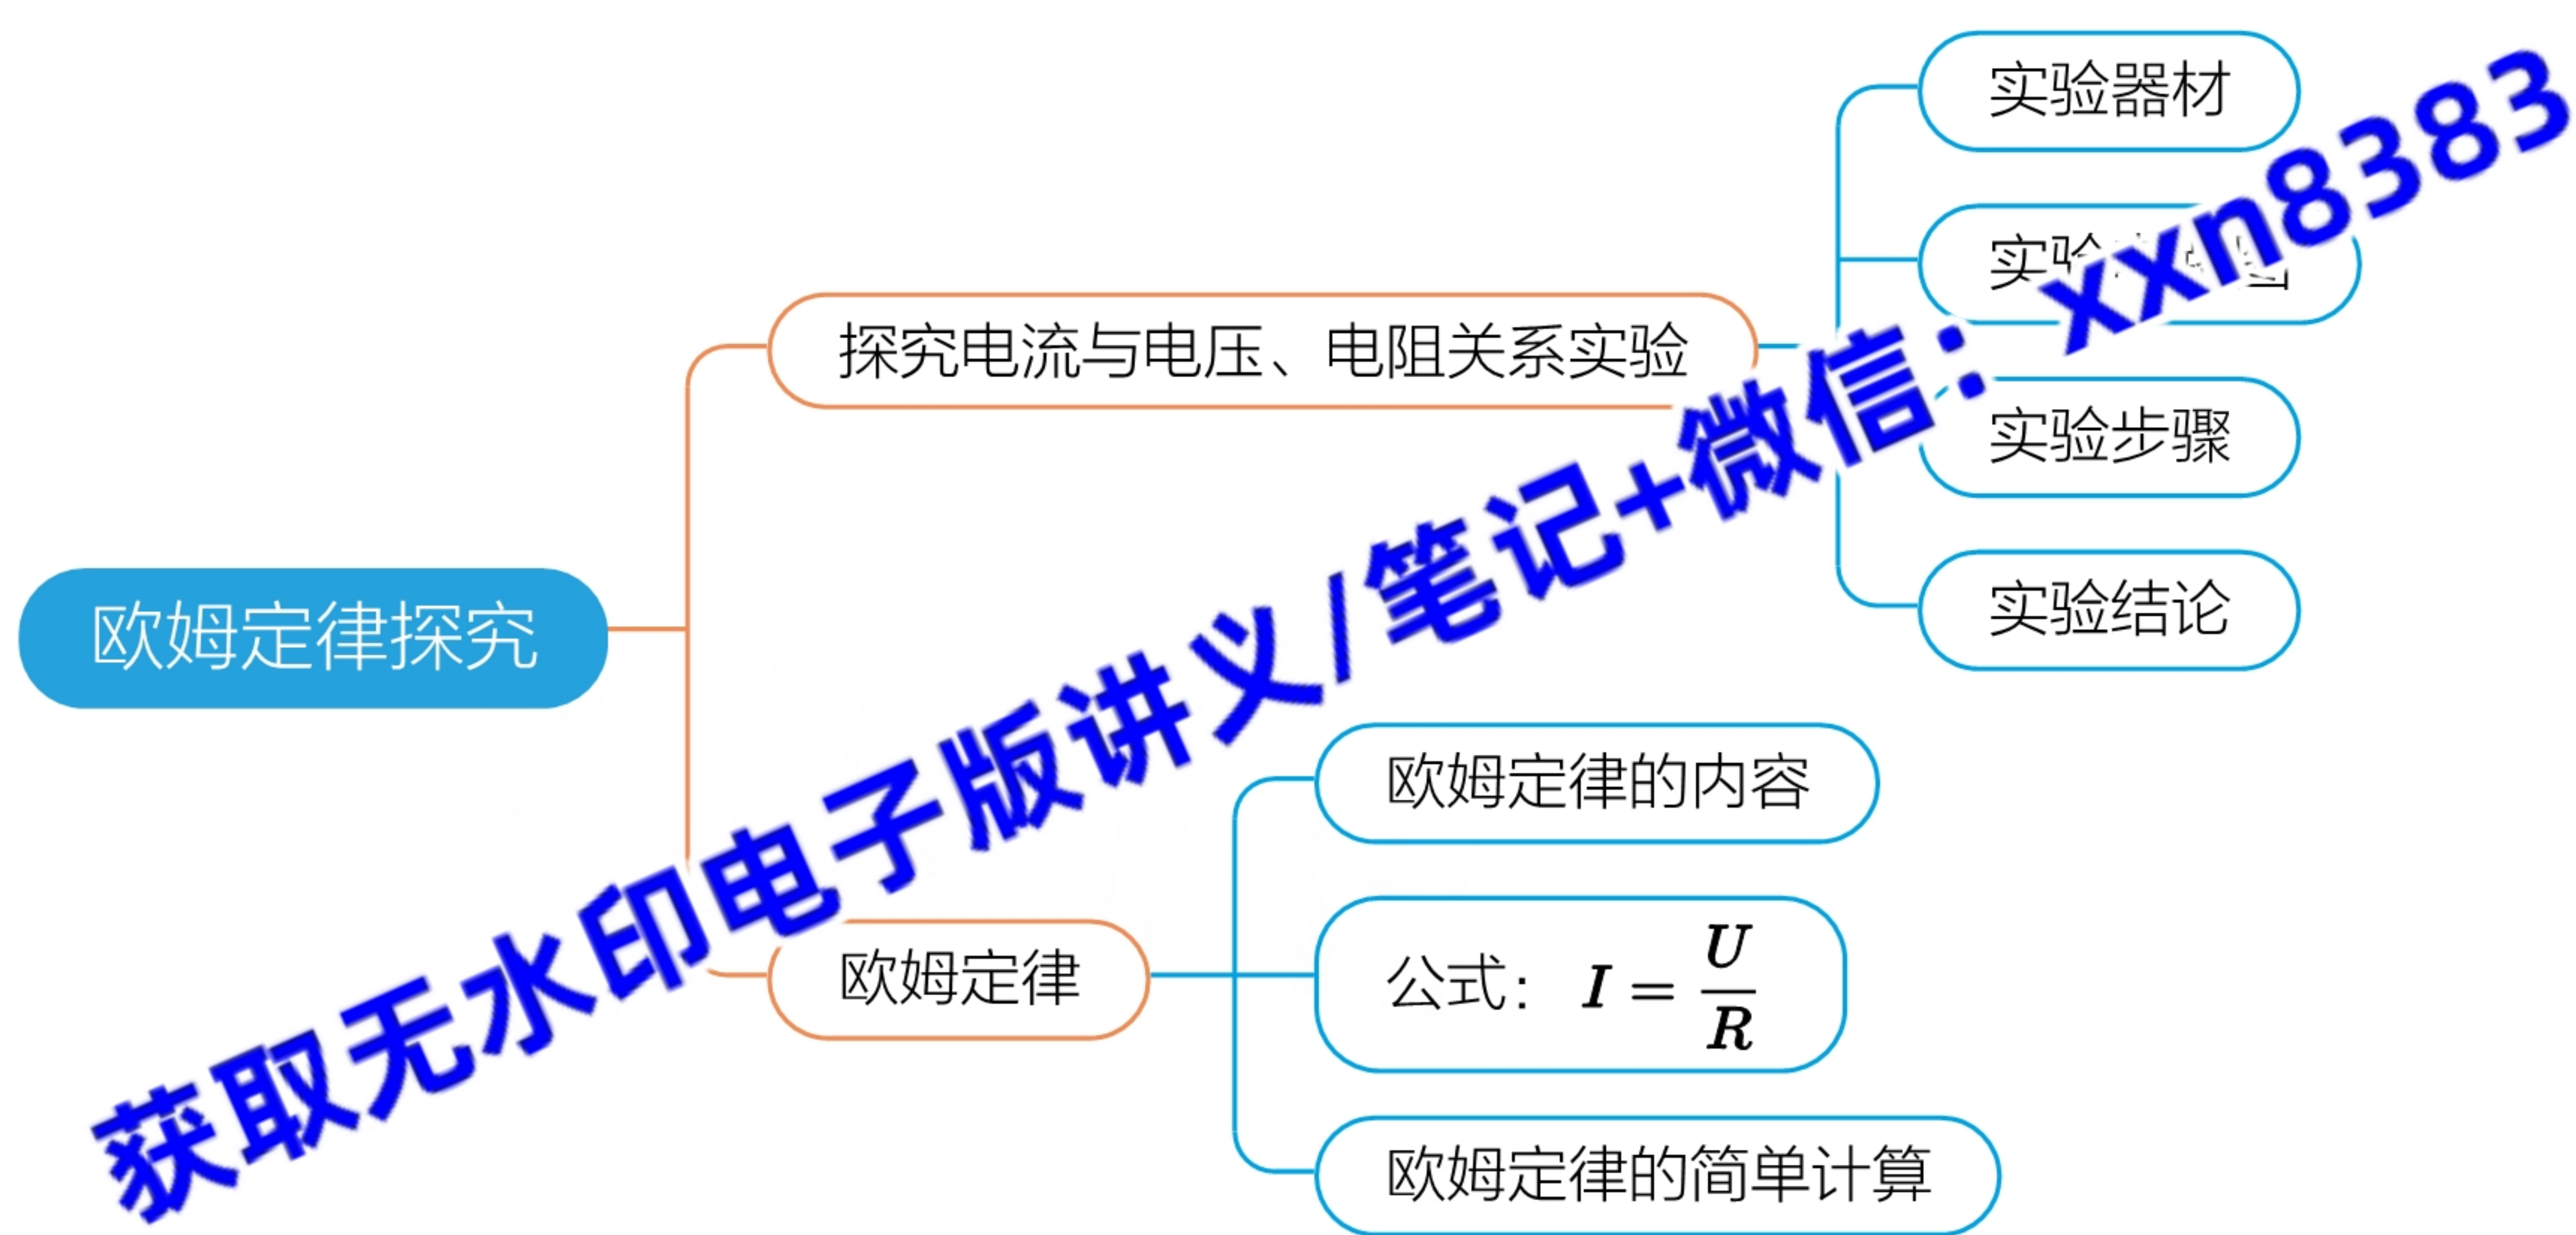 欧姆定律探究
探究电流与电压、电阻关系实验
实验器材
实验
实验步骤
实验结论
欧姆定律
欧姆定律的内容
公式： I = U/R
欧姆定律的简单计算
获取无水印电子版讲义/笔记+微信：xxn8383